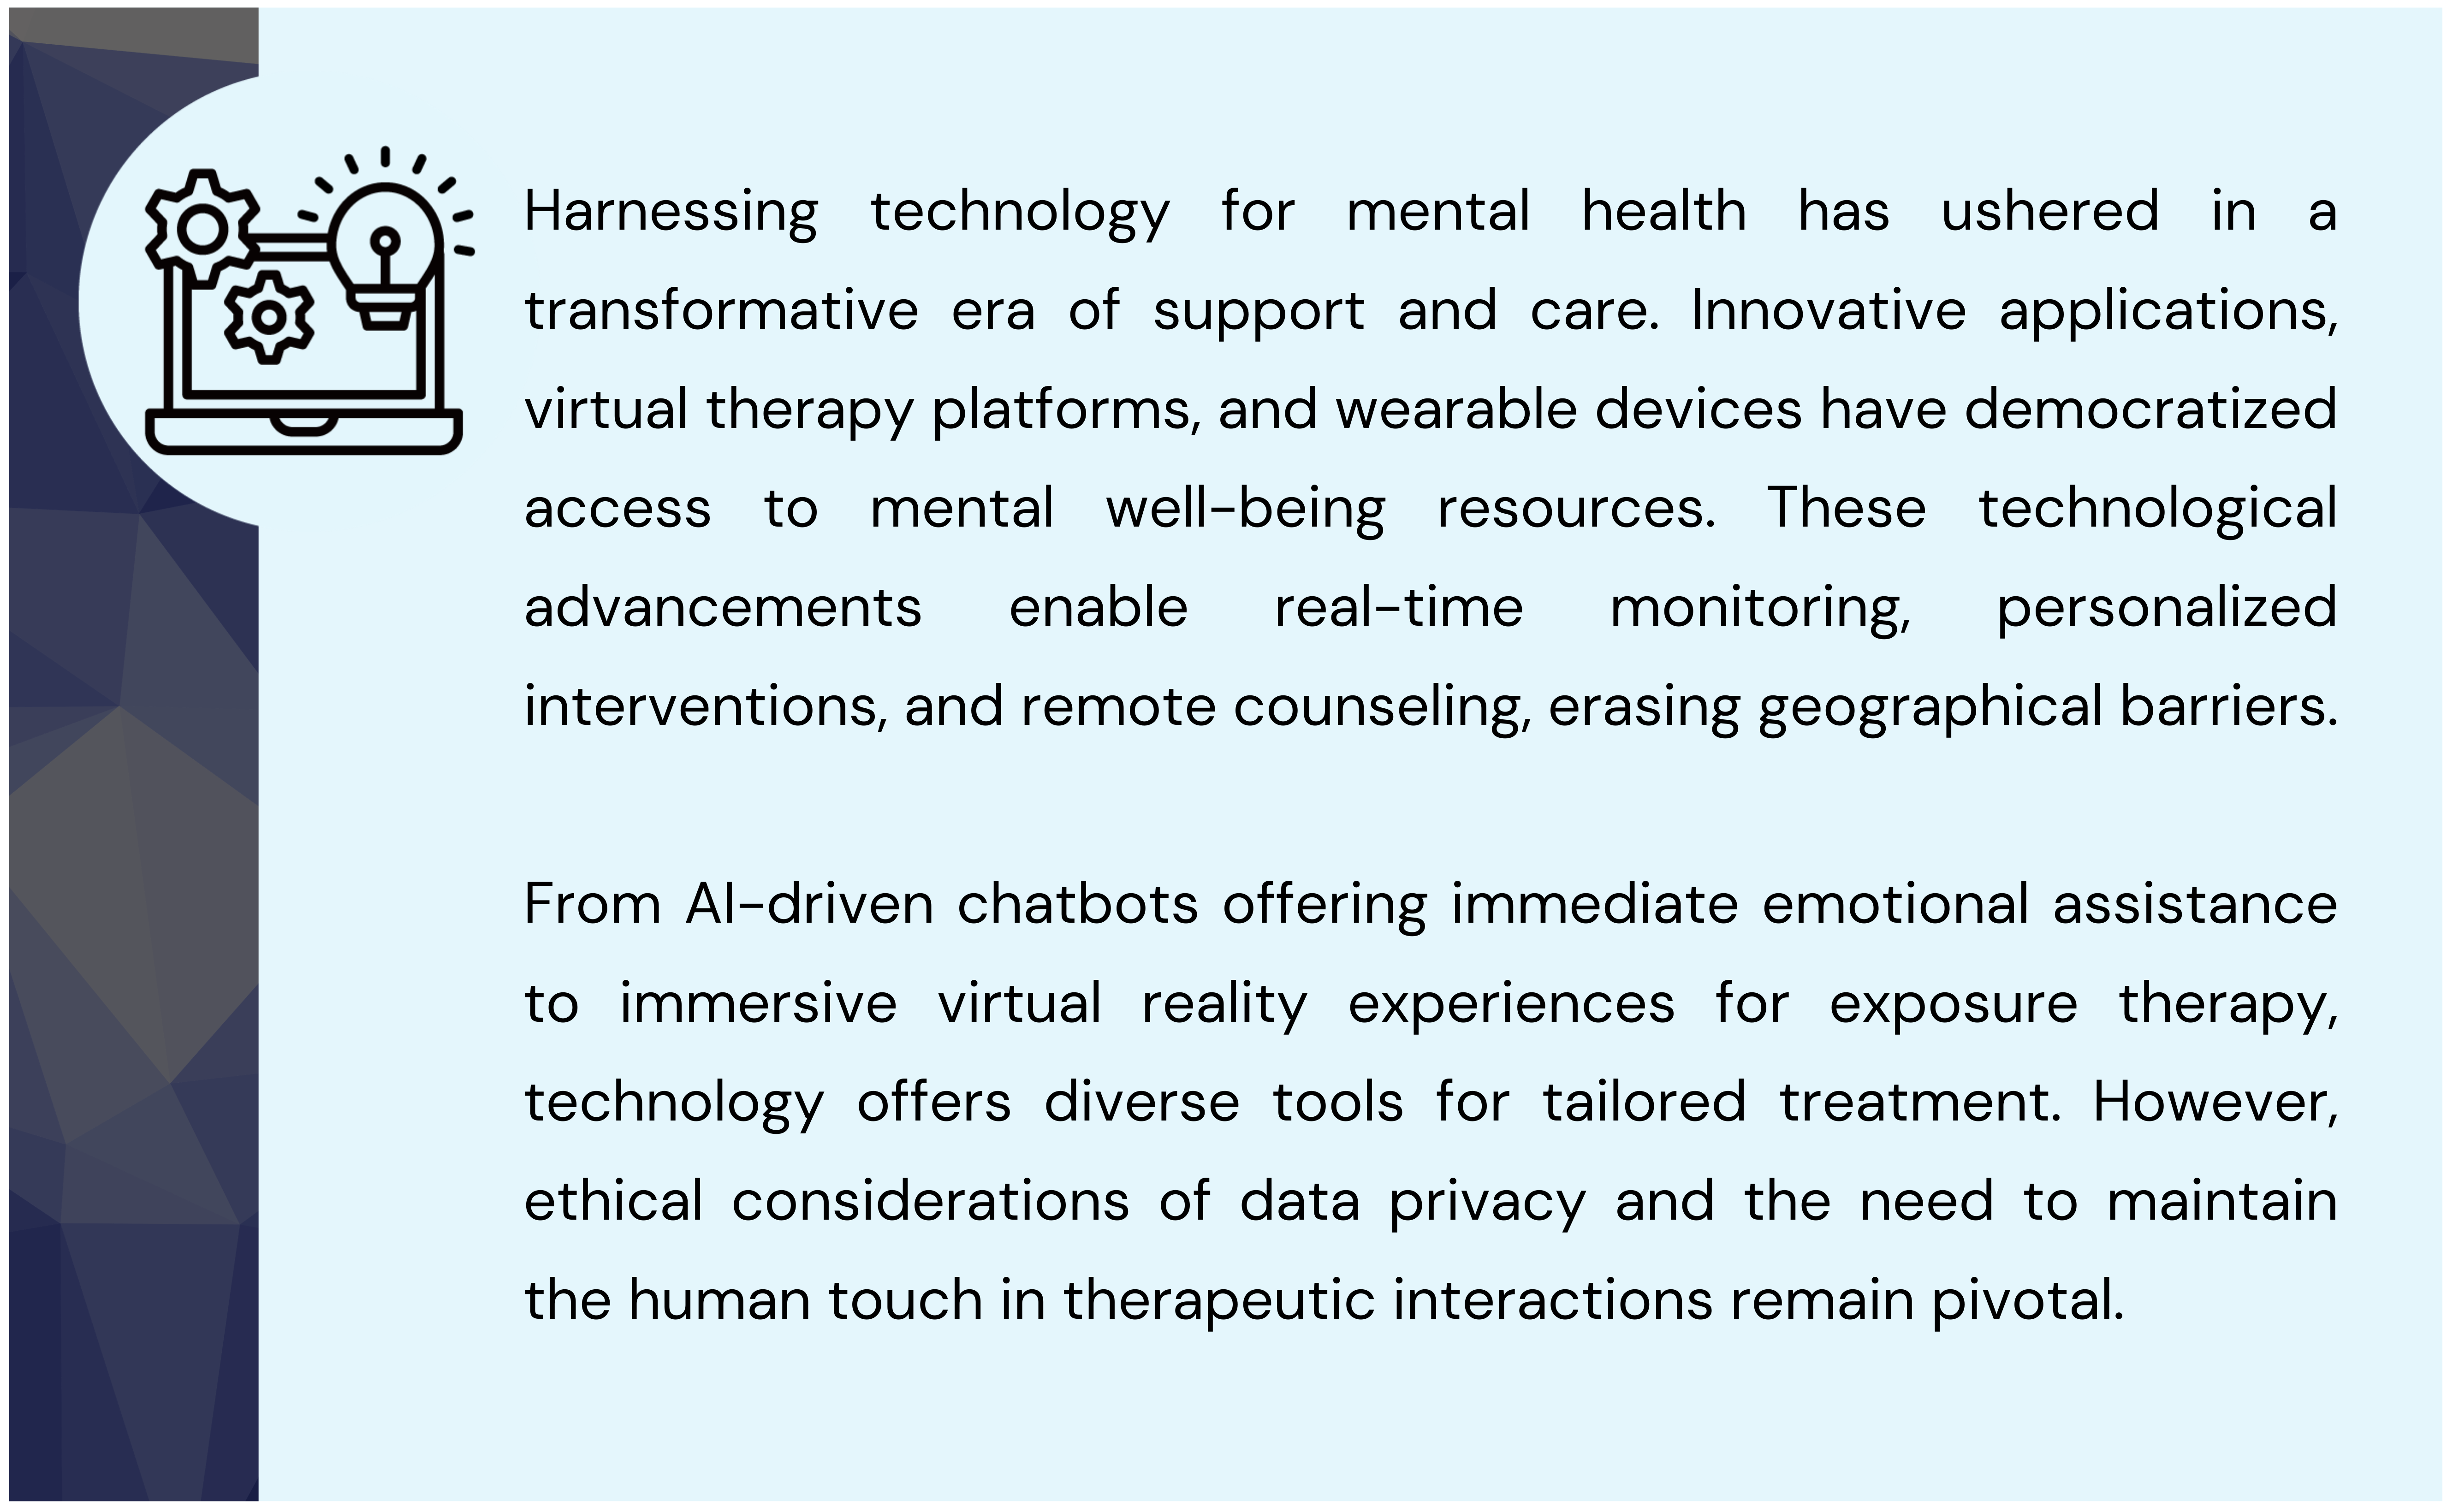 Harnessing technology for mental health has ushered in a
transformative era of support and care. Innovative applications,
virtual therapy platforms, and wearable devices have democratized
access to mental well-being resources. These technological
advancements enable real-time monitoring, personalized
interventions, and remote counseling, erasing geographical barriers.
From AI-driven chatbots offering immediate emotional assistance
to immersive virtual reality experiences for exposure therapy,
technology offers diverse tools for tailored treatment. However,
ethical considerations of data privacy and the need to maintain
the human touch in therapeutic interactions remain pivotal.